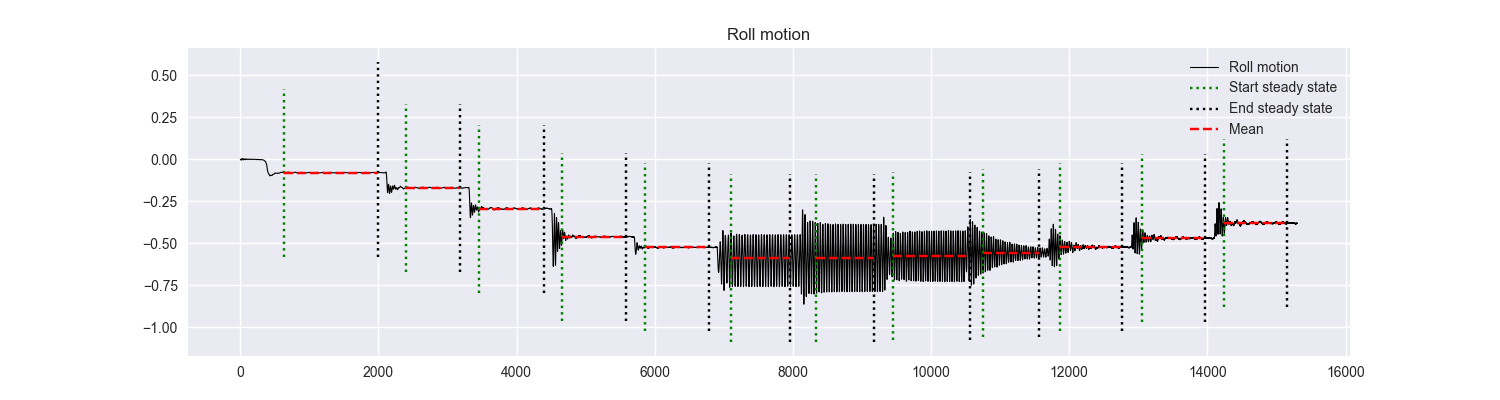 Roll motion
0.50
0.25
0.00
−0.25
−0.50
−0.75
−1.00
Roll motion
Start steady state
End steady state
Mean
0 2000 4000 6000 8000 10000 12000 14000 16000